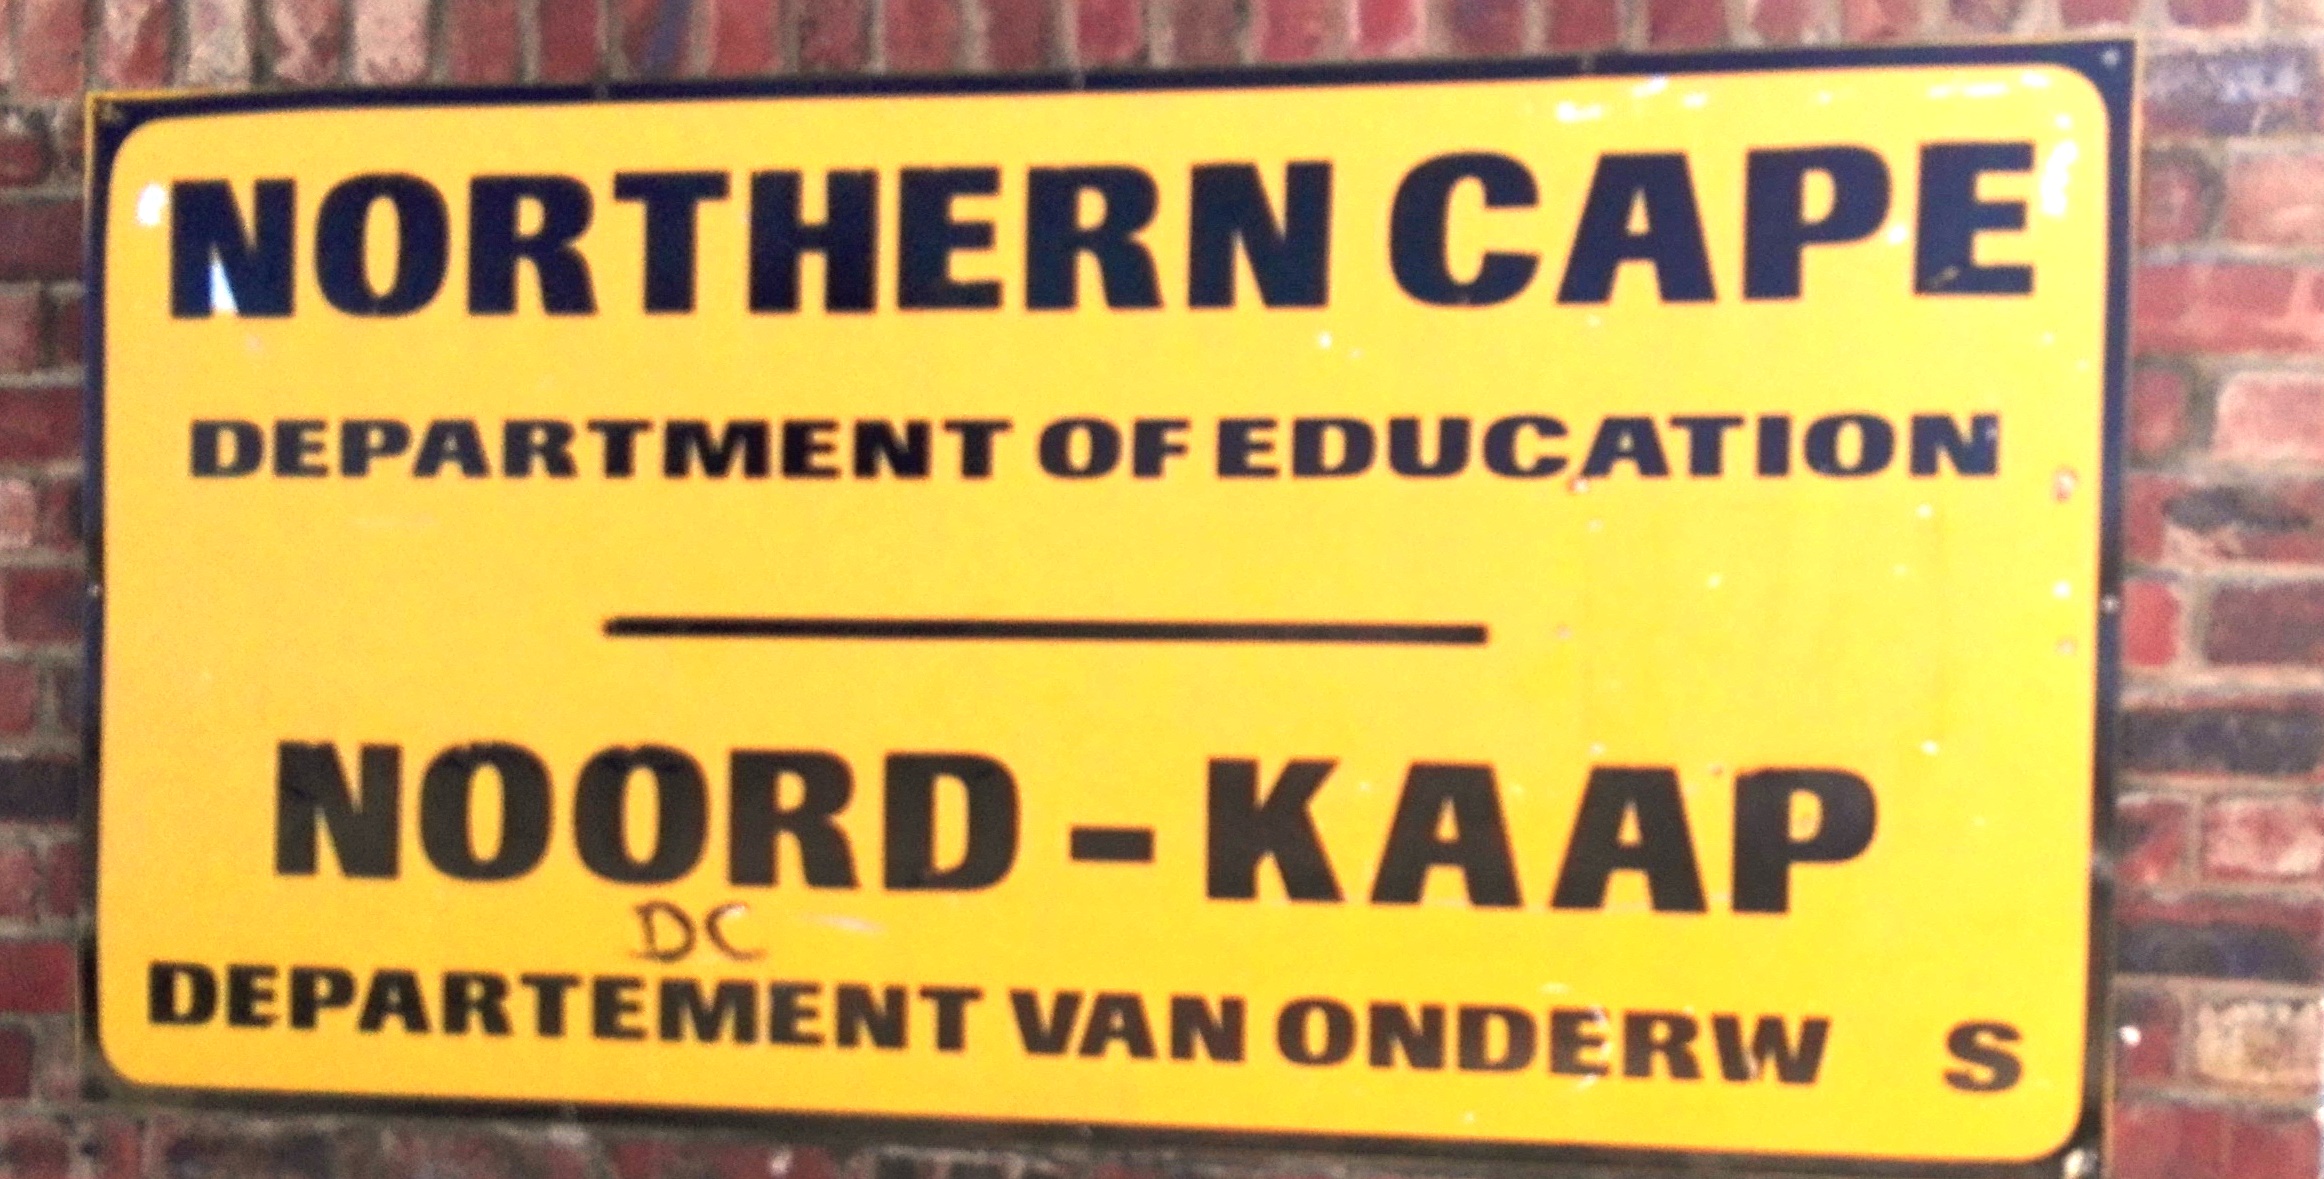 NORTHERN CAPE
DEPARTMENT OF EDUCATION
NOORD - KAAP
DC
DEPARTEMENT VAN ONDERW S